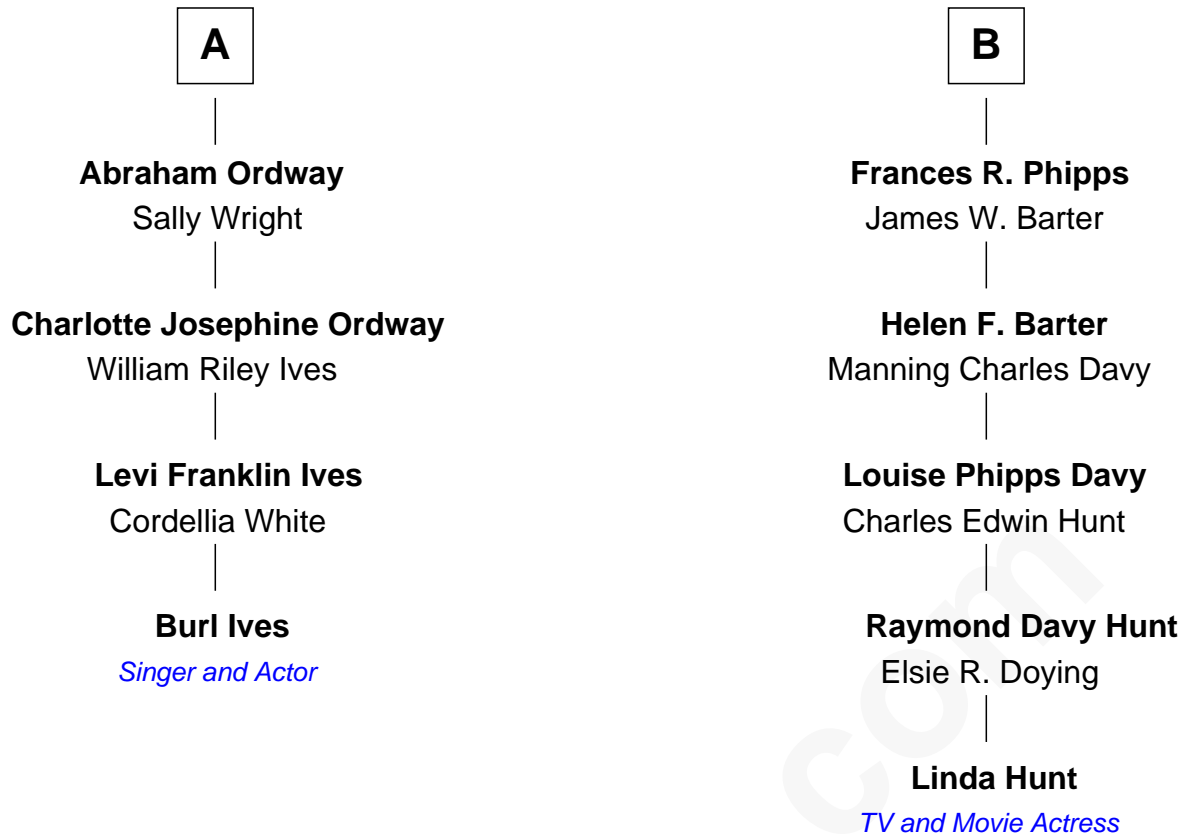 A
Abraham Ordway
Sally Wright
Charlotte Josephine Ordway
William Riley Ives
Levi Franklin Ives
Cordellia White
Burl Ives
Singer and Actor
B
Frances R. Phipps
James W. Barter
Helen F. Barter
Manning Charles Davy
Louise Phipps Davy
Charles Edwin Hunt
Raymond Davy Hunt
Elsie R. Doying
Linda Hunt
TV and Movie Actress
com